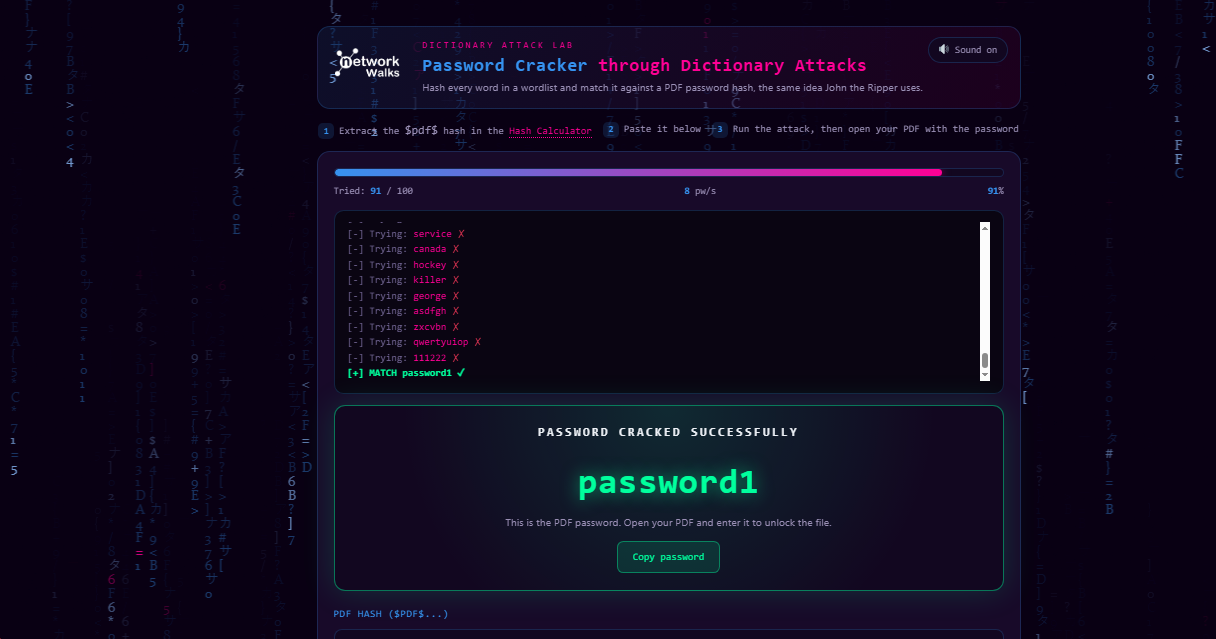 network
Walks
DICTIONARY ATTACK LAB
Password Cracker through Dictionary Attacks
Hash every word in a wordlist and match it against a PDF password hash, the same idea John the Ripper uses.
Sound on
1 Extract the $pdf$ hash in the Hash Calculator
2 Paste it below
3 Run the attack, then open your PDF with the password
Tried: 91 / 100
8 pw/s
91%
[-] Trying: service ✗
[-] Trying: canada ✗
[-] Trying: hockey ✗
[-] Trying: killer ✗
[-] Trying: george ✗
[-] Trying: asdfgh ✗
[-] Trying: zxcvbn ✗
[-] Trying: qwertyuiop ✗
[-] Trying: 111222 ✗
[+] MATCH password1 ✓
PASSWORD CRACKED SUCCESSFULLY
password1
This is the PDF password. Open your PDF and enter it to unlock the file.
Copy password
PDF HASH ($PDF$...)